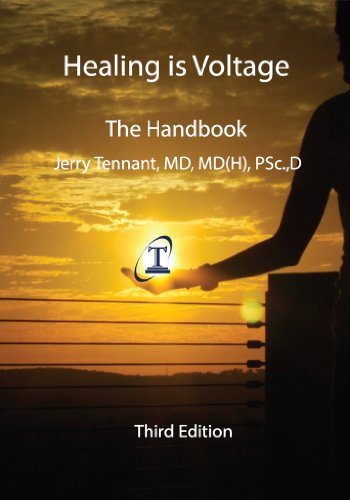 Healing is Voltage
The Handbook
Jerry Tennant, MD, MD(H), PSc.,D
T
Third Edition